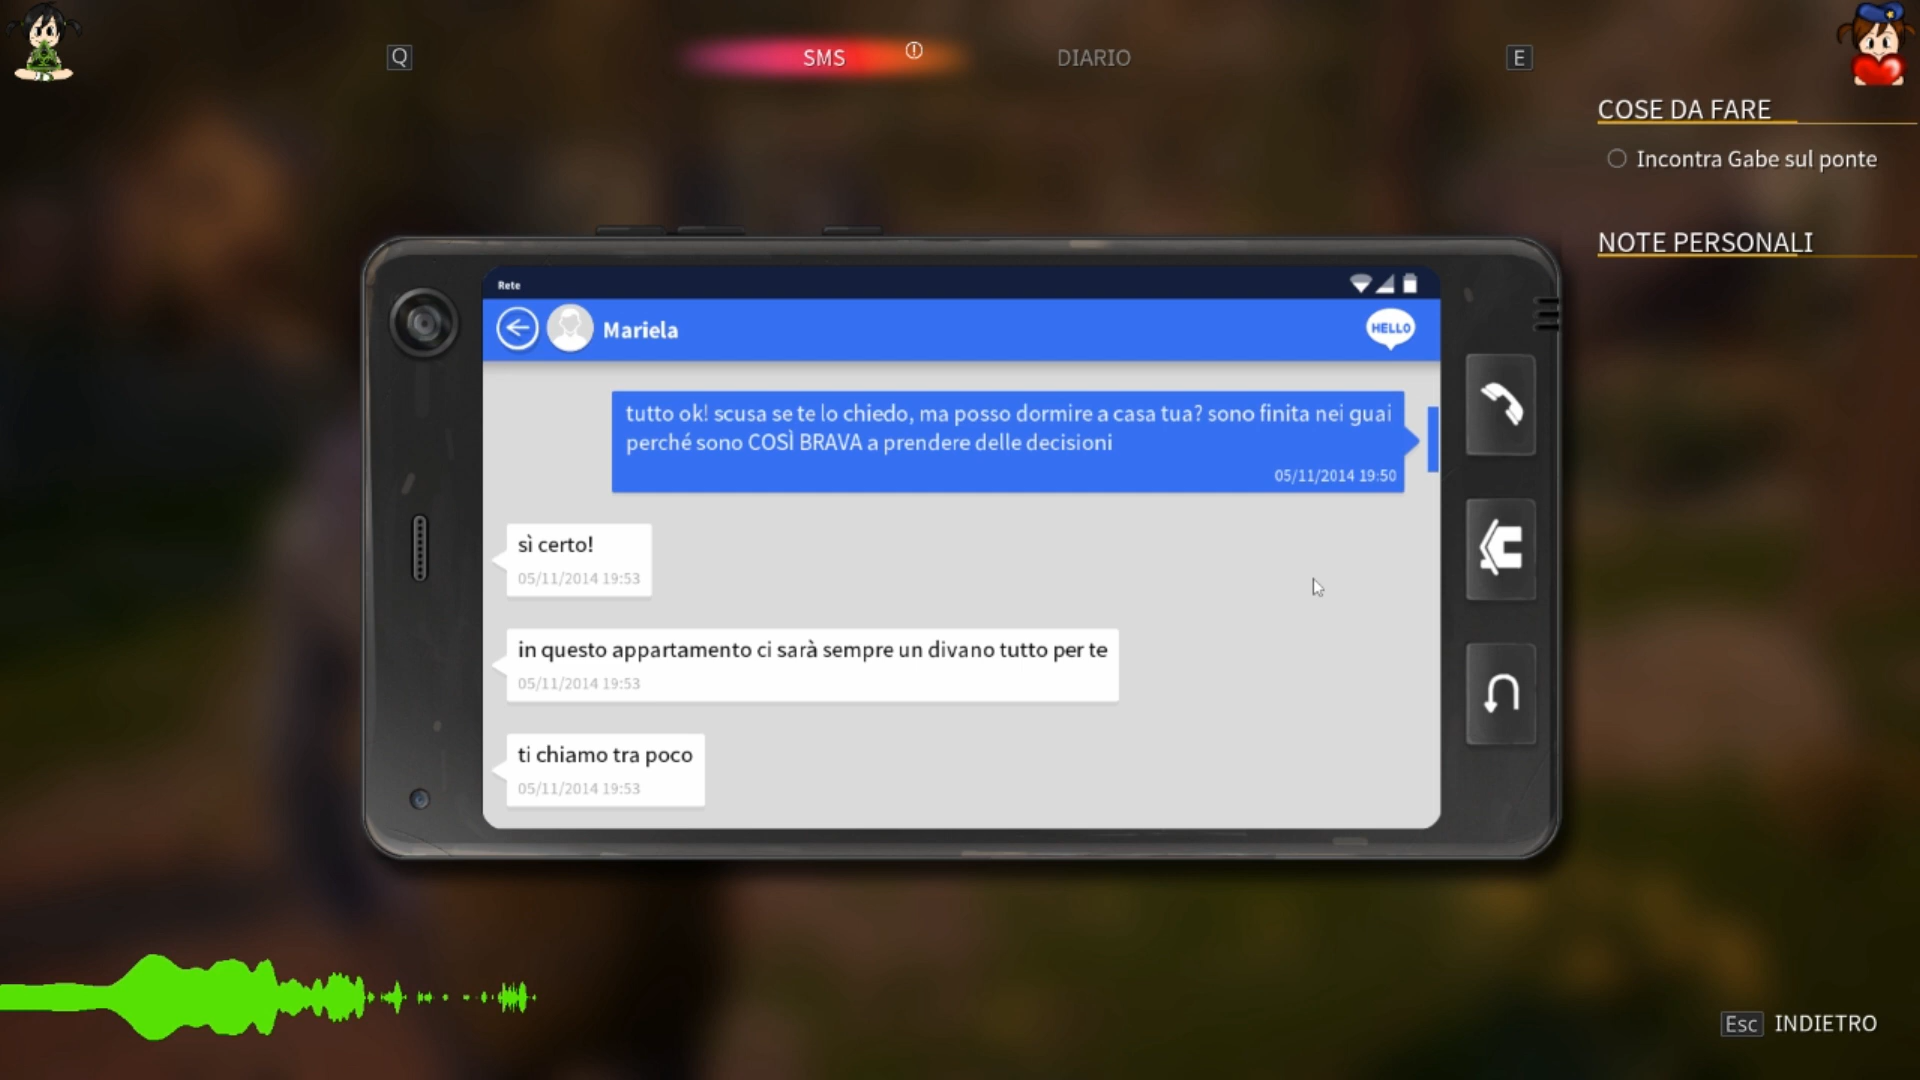 Q
SMS
DIARIO
E
COSE DA FARE
Incontra Gabe sul ponte
NOTE PERSONALI
Rete
Mariela
HELLO
tutto ok! scusa se te lo chiedo, ma posso dormire a casa tua? sono finita nei guai
perché sono COSÌ BRAVA a prendere delle decisioni
05/11/2014 19:50
sì certo!
05/11/2014 19:53
in questo appartamento ci sarà sempre un divano tutto per te
05/11/2014 19:53
ti chiamo tra poco
05/11/2014 19:53
Esc INDIETRO